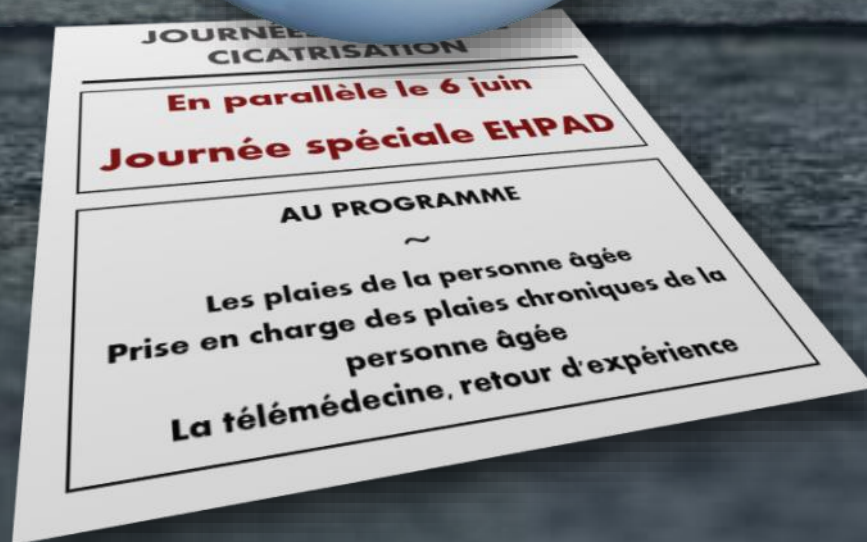 CICATRISATION
En parallèle le 6 juin
Journée spéciale EHPAD
AU PROGRAMME
~
Les plaies de la personne âgée
Prise en charge des plaies chroniques de la
personne âgée
La télémédecine, retour d'expérience